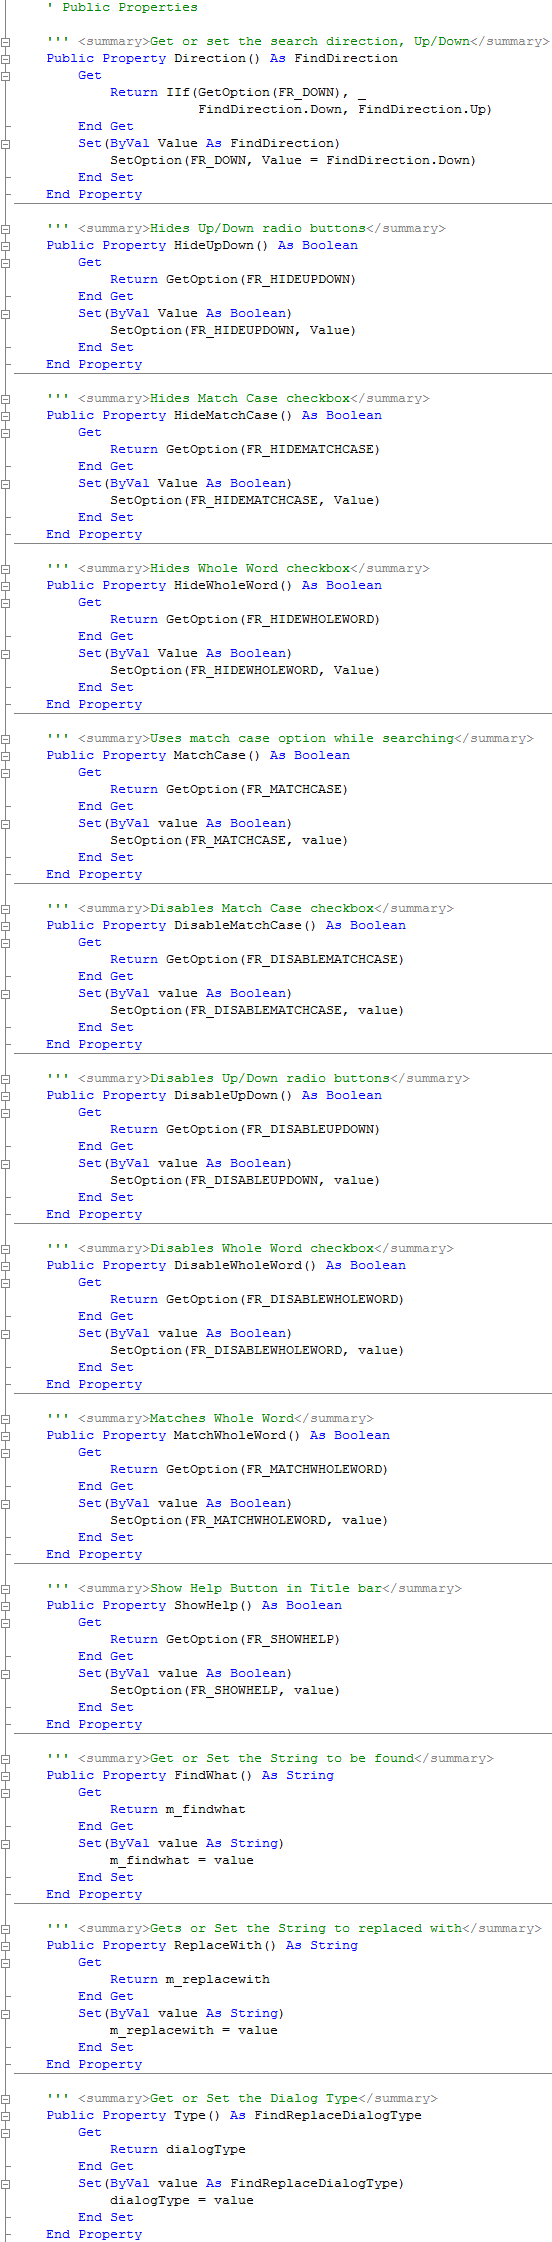 ' Public Properties
''' <summary>Get or set the search direction, Up/Down</summary>
Public Property Direction() As FindDirection
Get
Return IIf(GetOption(FR_DOWN), _
FindDirection.Down, FindDirection.Up)
End Get
Set(ByVal Value As FindDirection)
SetOption(FR_DOWN, Value = FindDirection.Down)
End Set
End Property
''' <summary>Hides Up/Down radio buttons</summary>
Public Property HideUpDown() As Boolean
Get
Return GetOption(FR_HIDEUPDOWN)
End Get
Set(ByVal Value As Boolean)
SetOption(FR_HIDEUPDOWN, Value)
End Set
End Property
''' <summary>Hides Match Case checkbox</summary>
Public Property HideMatchCase() As Boolean
Get
Return GetOption(FR_HIDEMATCHCASE)
End Get
Set(ByVal Value As Boolean)
SetOption(FR_HIDEMATCHCASE, Value)
End Set
End Property
''' <summary>Hides Whole Word checkbox</summary>
Public Property HideWholeWord() As Boolean
Get
Return GetOption(FR_HIDEWHOLEWORD)
End Get
Set(ByVal Value As Boolean)
SetOption(FR_HIDEWHOLEWORD, Value)
End Set
End Property
''' <summary>Uses match case option while searching</summary>
Public Property MatchCase() As Boolean
Get
Return GetOption(FR_MATCHCASE)
End Get
Set(ByVal value As Boolean)
SetOption(FR_MATCHCASE, value)
End Set
End Property
''' <summary>Disables Match Case checkbox</summary>
Public Property DisableMatchCase() As Boolean
Get
Return GetOption(FR_DISABLEMATCHCASE)
End Get
Set(ByVal value As Boolean)
SetOption(FR_DISABLEMATCHCASE, value)
End Set
End Property
''' <summary>Disables Up/Down radio buttons</summary>
Public Property DisableUpDown() As Boolean
Get
Return GetOption(FR_DISABLEUPDOWN)
End Get
Set(ByVal value As Boolean)
SetOption(FR_DISABLEUPDOWN, value)
End Set
End Property
''' <summary>Disables Whole Word checkbox</summary>
Public Property DisableWholeWord() As Boolean
Get
Return GetOption(FR_DISABLEWHOLEWORD)
End Get
Set(ByVal value As Boolean)
SetOption(FR_DISABLEWHOLEWORD, value)
End Set
End Property
''' <summary>Matches Whole Word</summary>
Public Property MatchWholeWord() As Boolean
Get
Return GetOption(FR_MATCHWHOLEWORD)
End Get
Set(ByVal value As Boolean)
SetOption(FR_MATCHWHOLEWORD, value)
End Set
End Property
''' <summary>Show Help Button in Title bar</summary>
Public Property ShowHelp() As Boolean
Get
Return GetOption(FR_SHOWHELP)
End Get
Set(ByVal value As Boolean)
SetOption(FR_SHOWHELP, value)
End Set
End Property
''' <summary>Get or Set the String to be found</summary>
Public Property FindWhat() As String
Get
Return m_findwhat
End Get
Set(ByVal value As String)
m_findwhat = value
End Set
End Property
''' <summary>Gets or Set the String to replaced with</summary>
Public Property ReplaceWith() As String
Get
Return m_replacewith
End Get
Set(ByVal value As String)
m_replacewith = value
End Set
End Property
''' <summary>Get or Set the Dialog Type</summary>
Public Property Type() As FindReplaceDialogType
Get
Return dialogType
End Get
Set(ByVal value As FindReplaceDialogType)
dialogType = value
End Set
End Property